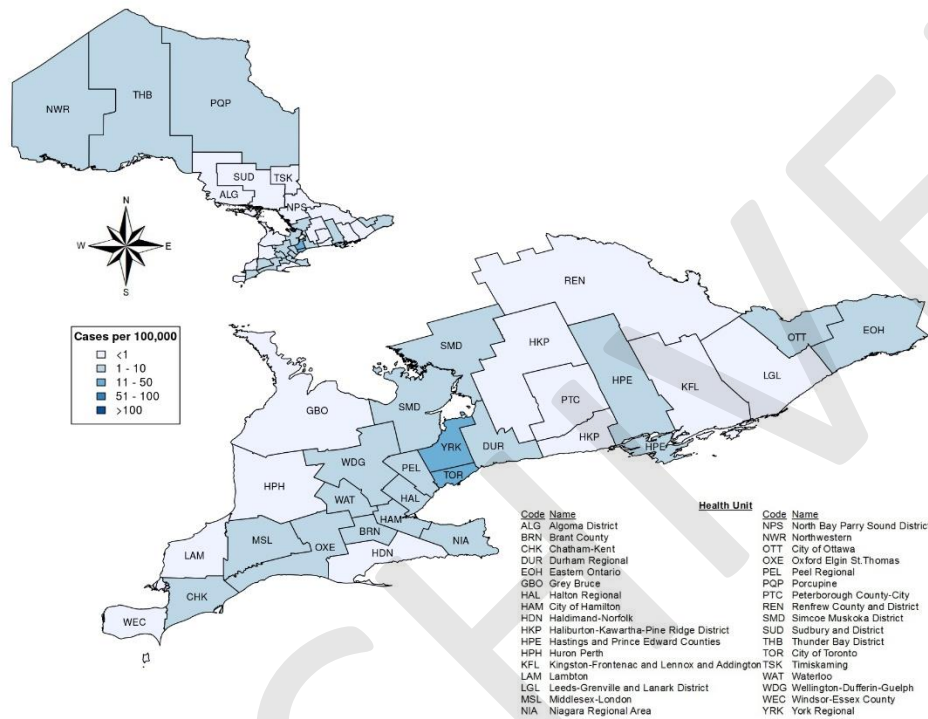 NWR
THB
PQP
SUD
TSK
ALG
NPS
N
W
E
S
Cases per 100,000
<1
1 - 10
11 - 50
51 - 100
>100
REN
SMD
HKP
OTT
EOH
HPE
LGL
KFL
PTC
GBO
SMD
HKP
HPE
YRK
DUR
WDG
PEL
TOR
HPH
WAT
HAL
HAM
BRN
NIA
MSL
OXE
HDN
LAM
CHK
WEC
Health Unit
Code Name
ALG Algoma District
BRN Brant County
CHK Chatham-Kent
DUR Durham Regional
EOH Eastern Ontario
GBO Grey Bruce
HAL Halton Regional
HAM City of Hamilton
HDN Haldimand-Norfolk
HKP Haliburton-Kawartha-Pine Ridge District
HPE Hastings and Prince Edward Counties
HPH Huron Perth
KFL Kingston-Frontenac and Lennox and Addington
LAM Lambton
LGL Leeds-Grenville and Lanark District
MSL Middlesex-London
NIA Niagara Regional Area
Code Name
NPS North Bay Parry Sound District
NWR Northwestern
OTT City of Ottawa
OXE Oxford Elgin St.Thomas
PEL Peel Regional
PQP Porcupine
PTC Peterborough County-City
REN Renfrew County and District
SMD Simcoe Muskoka District
SUD Sudbury and District
THB Thunder Bay District
TOR City of Toronto
TSK Timiskaming
WAT Waterloo
WDG Wellington-Dufferin-Guelph
WEC Windsor-Essex County
YRK York Regional